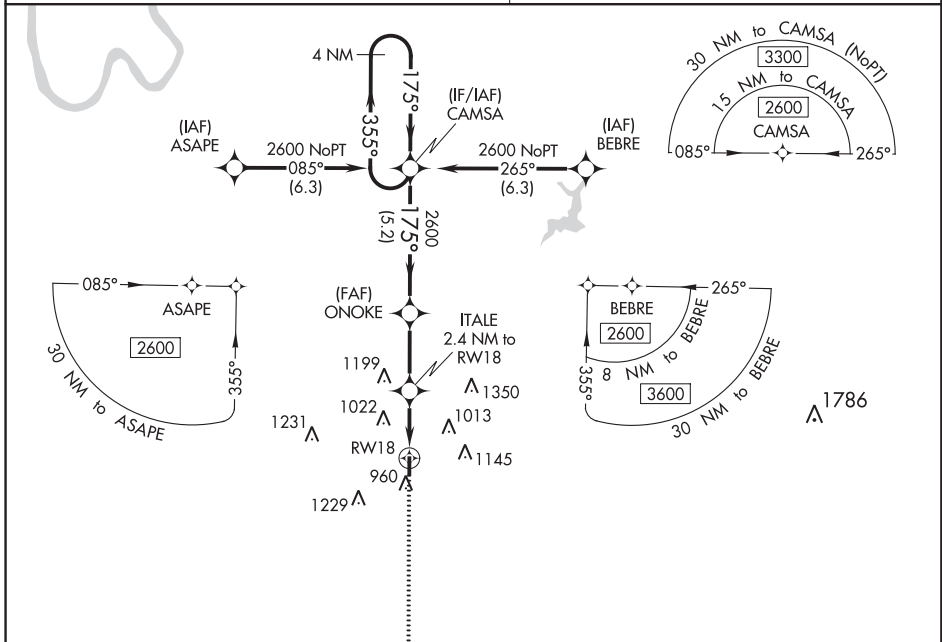 4 NM
175°
355°
(IF/IAF)
CAMSA
(IAF)
ASAPE
2600 NoPT
085°
(6.3)
(IAF)
BEBRE
2600 NoPT
265°
(6.3)
30 NM to CAMSA (NoPT)
3300
15 NM to CAMSA
2600
CAMSA
085°
265°
2600
175°
(5.2)
(FAF)
ONOKE
ITALE
2.4 NM to
RW18
085°
ASAPE
2600
355°
30 NM to ASAPE
265°
BEBRE
2600
8 NM to BEBRE
355°
3600
30 NM to BEBRE
1199
1350
1022
1013
1231
RW18
1145
960
1229
1786